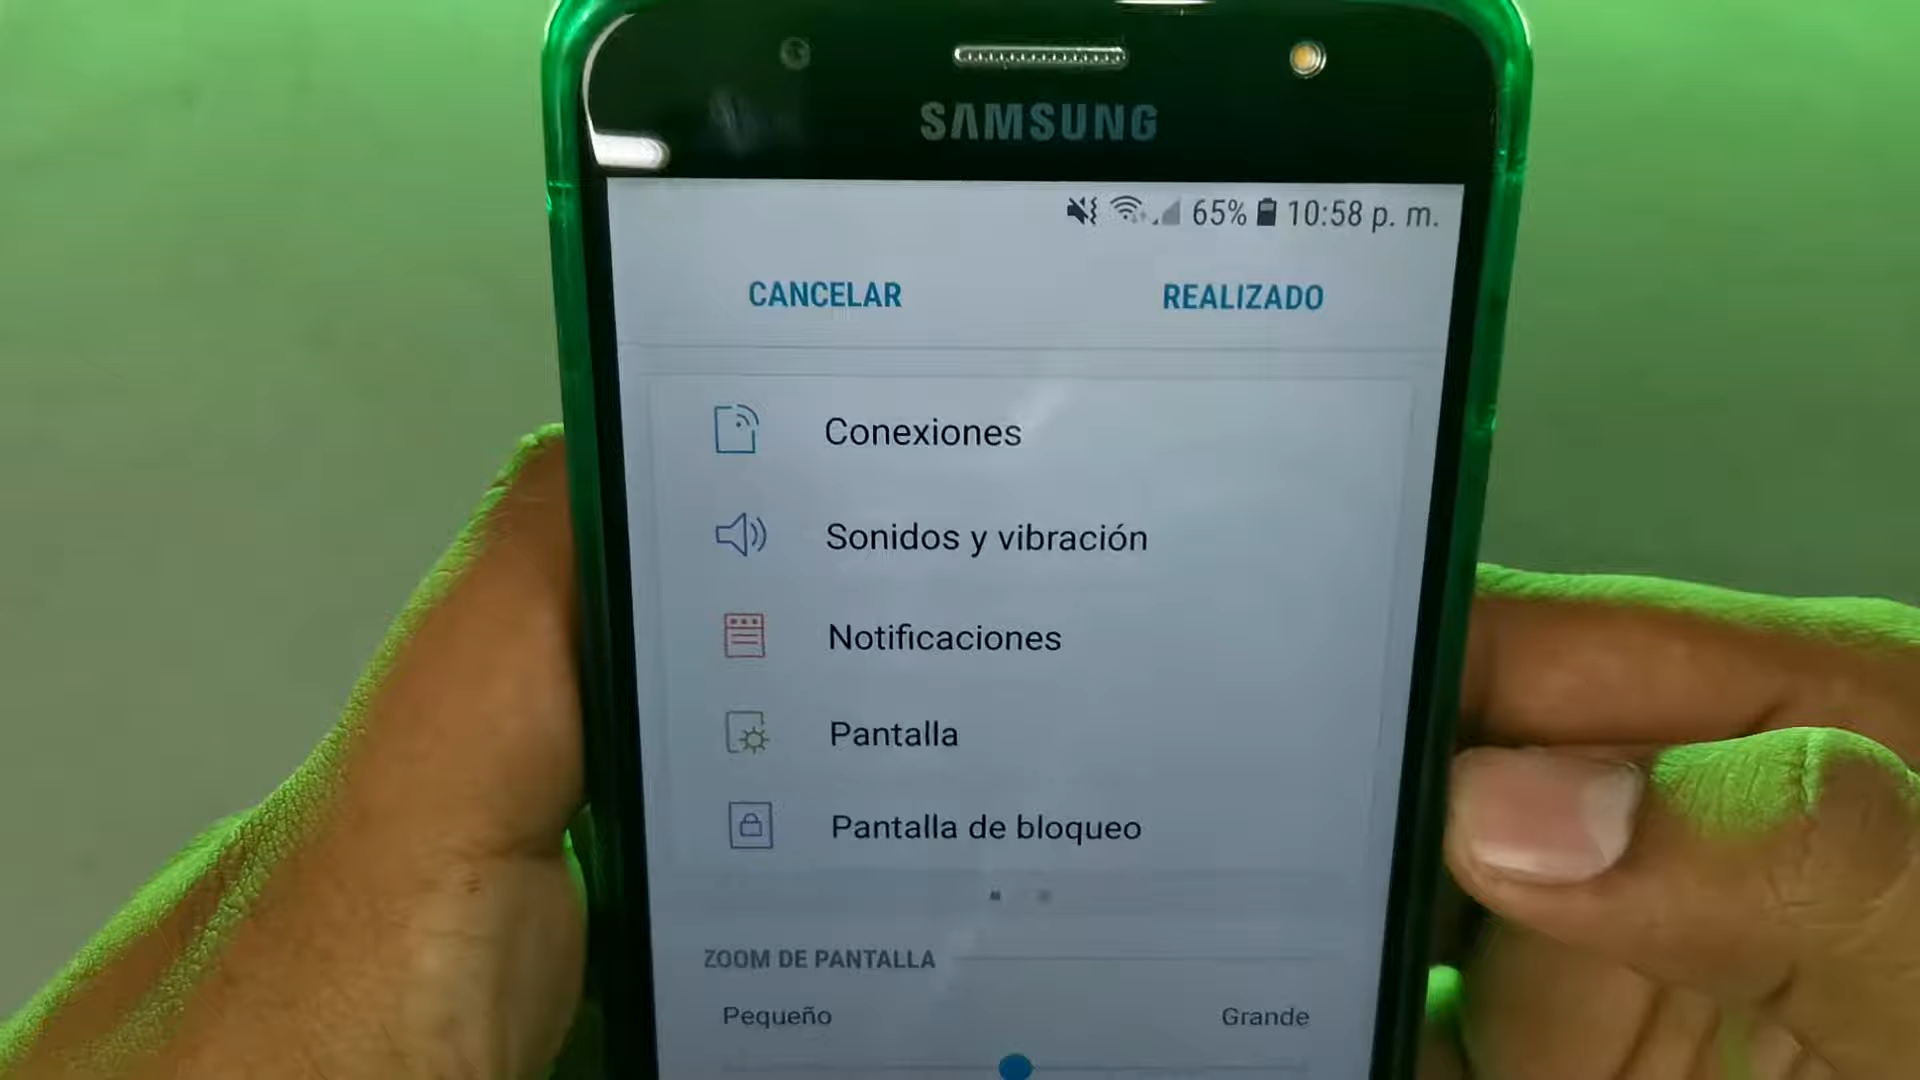 SAMSUNG
65% 10:58 p. m.
CANCELAR REALIZADO
Conexiones
Sonidos y vibración
Notificaciones
Pantalla
Pantalla de bloqueo
ZOOM DE PANTALLA
Pequeño Grande